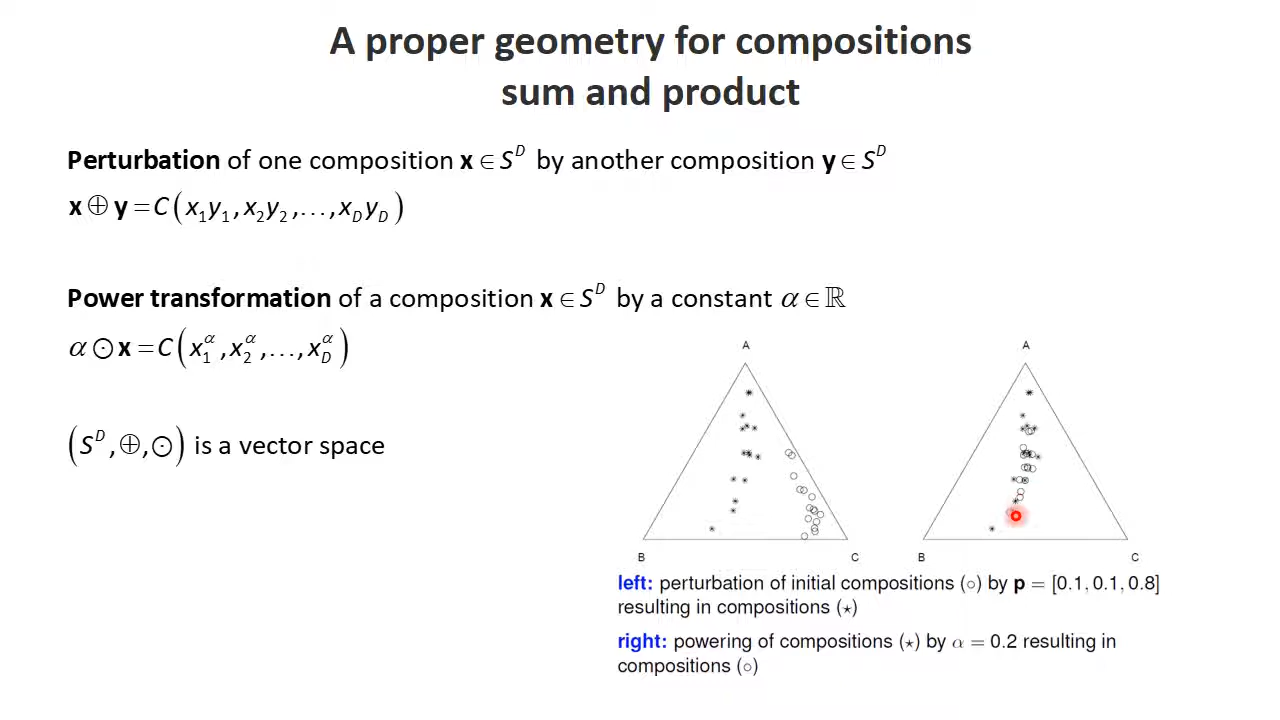 A proper geometry for compositions
sum and product
Perturbation of one composition x ∈ S^D by another composition y ∈ S^D
x ⊕ y = C(x₁y₁, x₂y₂, ..., x_D y_D)
Power transformation of a composition x ∈ S^D by a constant α ∈ ℝ
α ⊙ x = C(x₁^α, x₂^α, ..., x_D^α)
(S^D, ⊕, ⊙) is a vector space
A
B
C
A
B
C
left: perturbation of initial compositions (∘) by p = [0.1, 0.1, 0.8]
resulting in compositions (⋆)
right: powering of compositions (⋆) by α = 0.2 resulting in
compositions (∘)